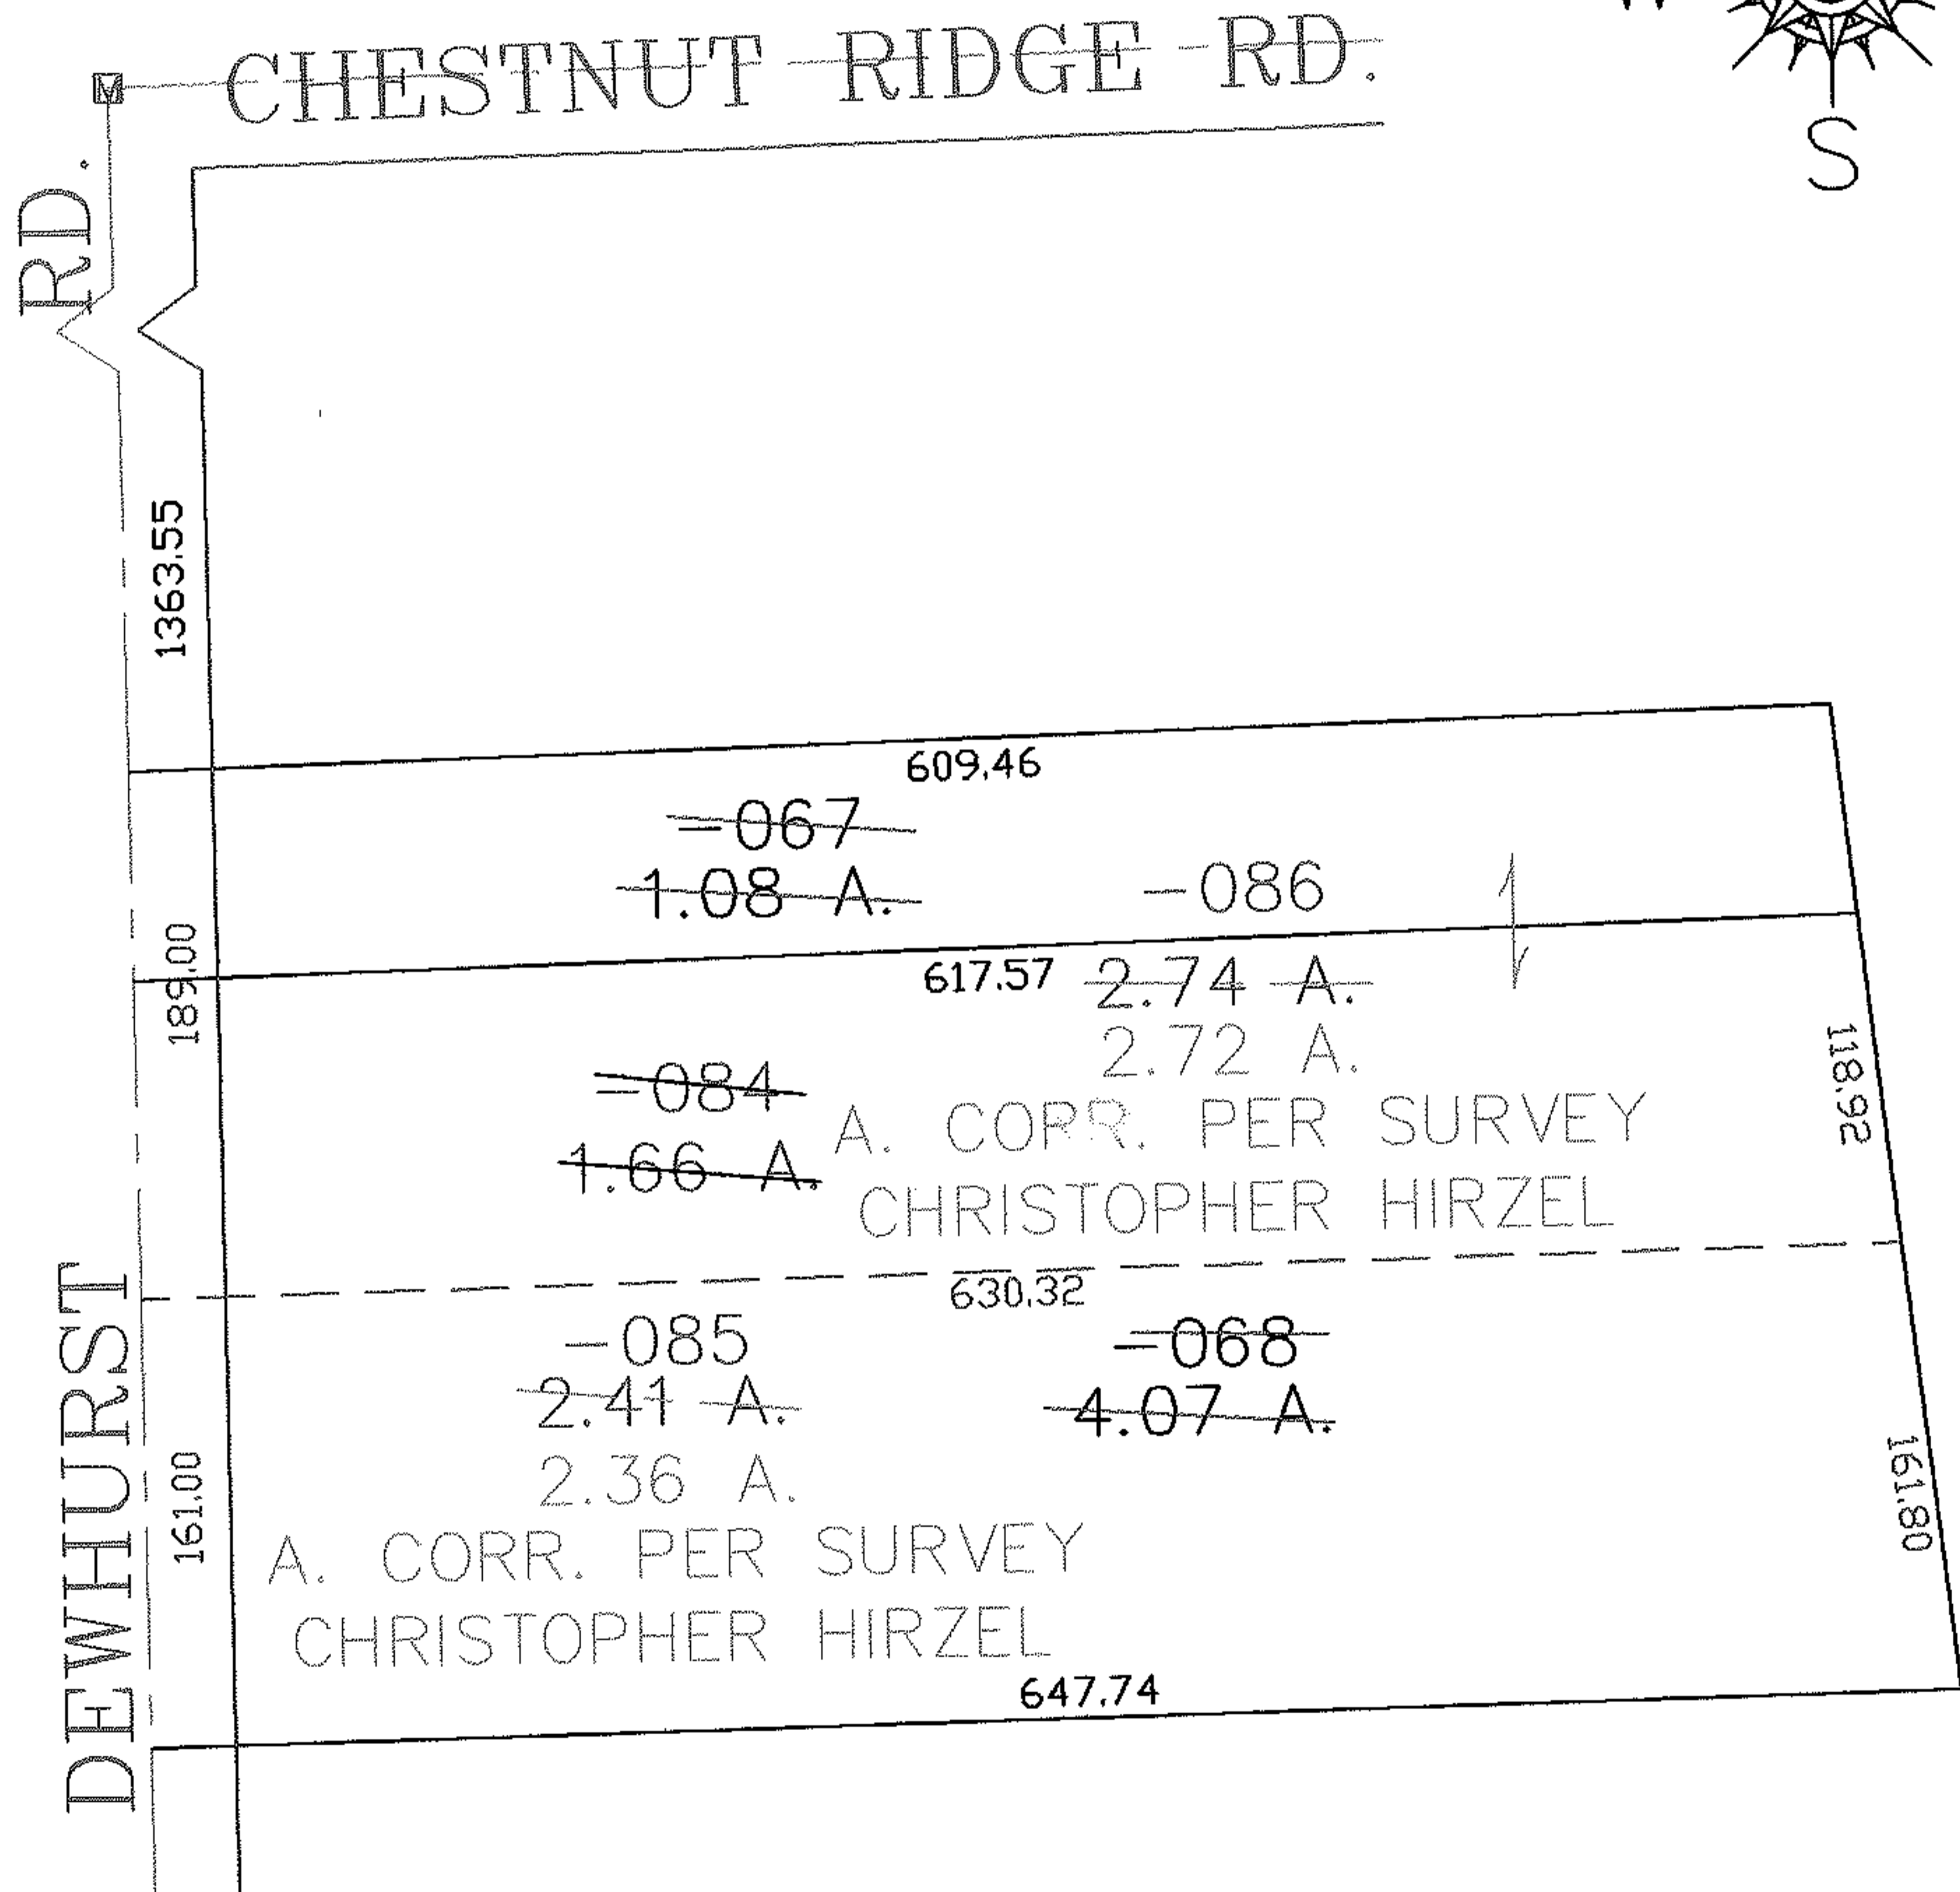 CHESTNUT RIDGE RD.
S
DEWHURST RD.
1363.55
609.46
-067
1.08 A.
-086
189.00
617.57
2.74 A.
2.72 A.
-084
1.66 A.
A. CORR. PER SURVEY
CHRISTOPHER HIRZEL
118.92
630.32
-085
-068
2.41 A.
4.07 A.
2.36 A.
161.00
161.80
A. CORR. PER SURVEY
CHRISTOPHER HIRZEL
647.74